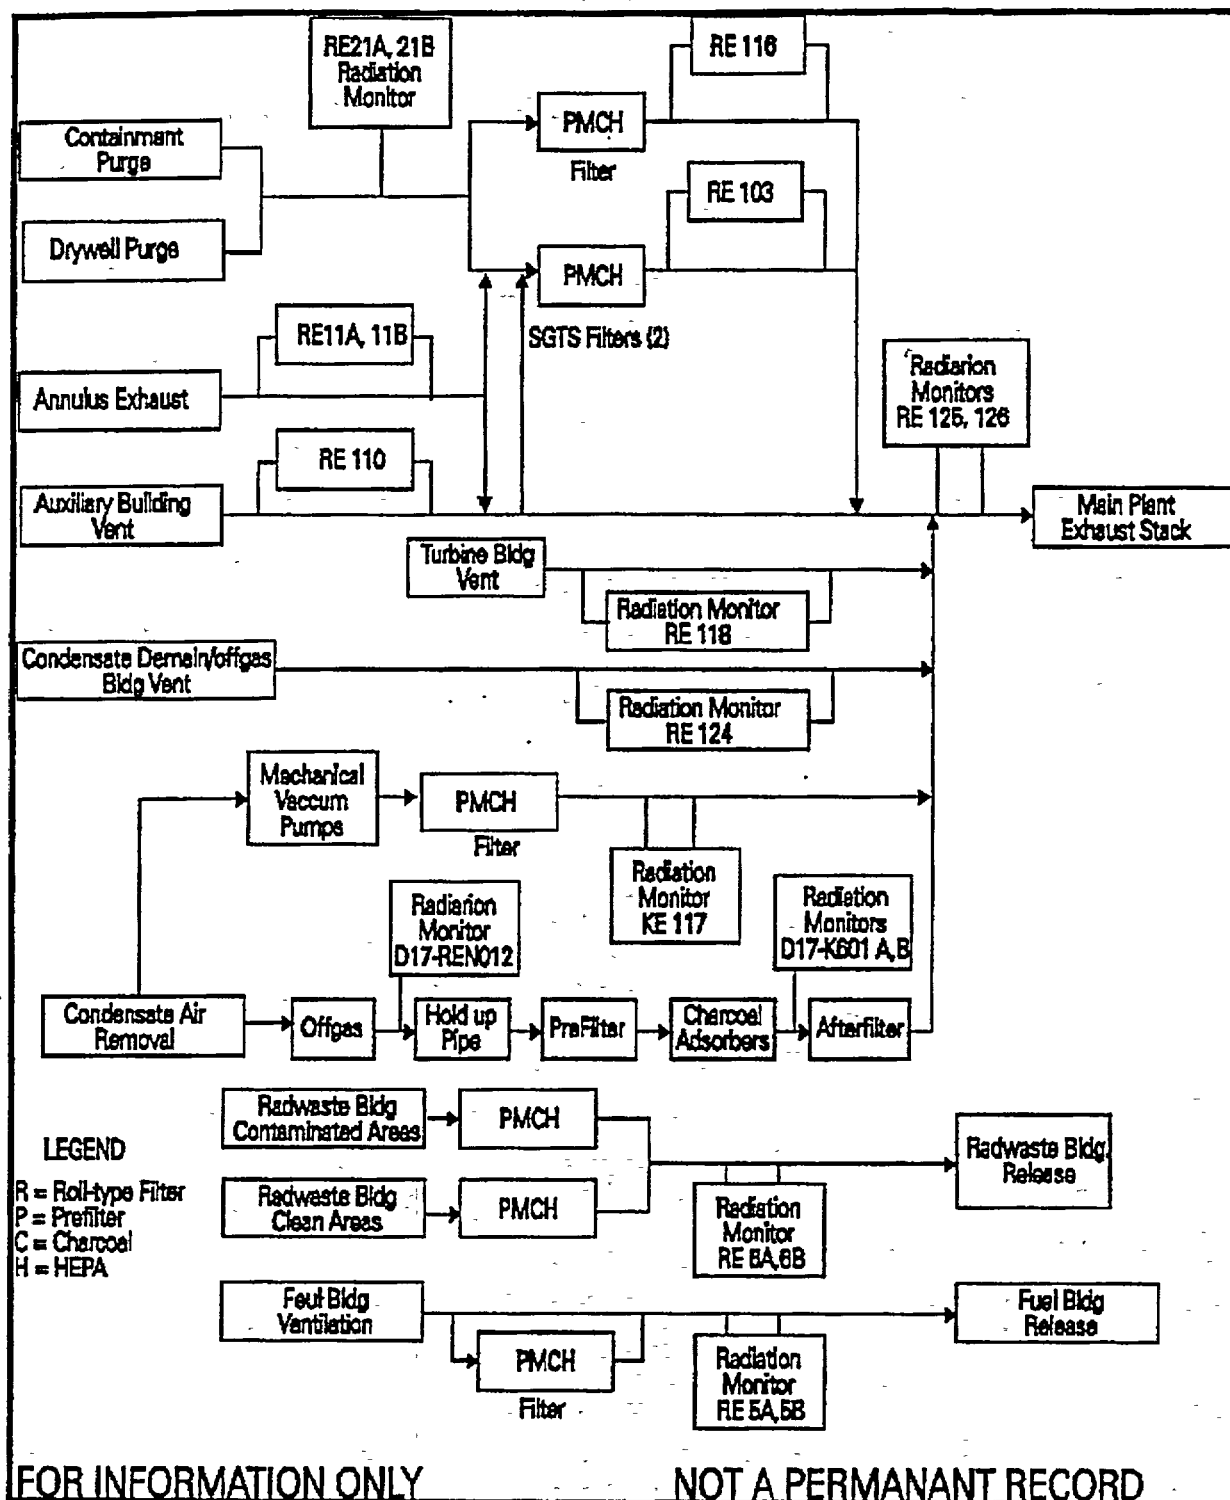 RE21A, 21B
Radiation
Monitor
RE 116
Containmant
Purge
PMCH
Filter
RE 103
Drywell Purge
PMCH
SGTS Filters (2)
RE11A, 11B
Annulus Exhaust
Radiarion
Monitors
RE 125, 126
RE 110
Auxiliary Building
Vent
Main Plant
Exhaust Stack
Turbine Bldg
Vent
Radiation Monitor
RE 118
Condensate Demain/offgas
Bldg Vent
Radiation Monitor
RE 124
Mechanical
Vaccum
Pumps
PMCH
Filter
Radiation
Monitor
KE 117
Radiarion
Monitor
D17-REN012
Radiation
Monitors
D17-K601 A,B
Condensate Air
Removal
Offgas
Hold up
Pipe
PreFilter
Charcoal
Adsorbers
Afterfilter
Radwaste Bldg
Contaminated Areas
PMCH
Radwaste Bldg
Release
LEGEND
R = Roll-type Filter
P = Prefilter
C = Charcoal
H = HEPA
Radwaste Bldg
Clean Areas
PMCH
Radiation
Monitor
RE 6A,6B
Feul Bldg
Ventilation
Fuel Bldg
Release
PMCH
Filter
Radiation
Monitor
RE 5A,5B
FOR INFORMATION ONLY
NOT A PERMANANT RECORD